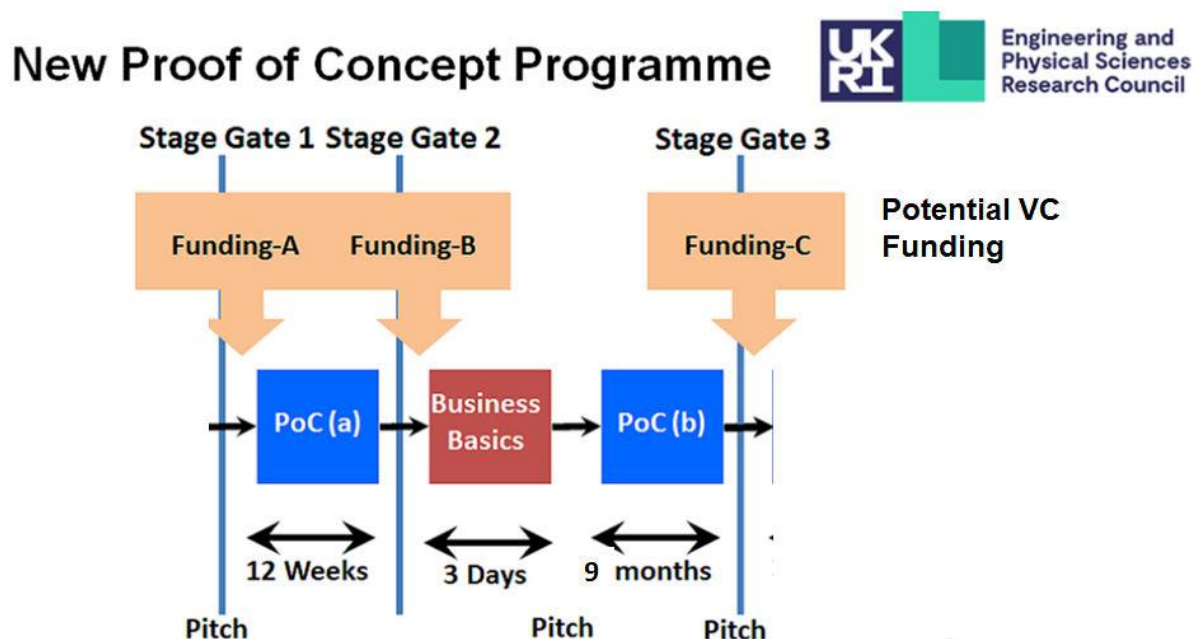 New Proof of Concept Programme
UK
RI
Engineering and
Physical Sciences
Research Council
Stage Gate 1
Stage Gate 2
Stage Gate 3
Funding-A
Funding-B
Funding-C
Potential VC
Funding
PoC (a)
Business
Basics
PoC (b)
12 Weeks
3 Days
9 months
Pitch
Pitch
Pitch